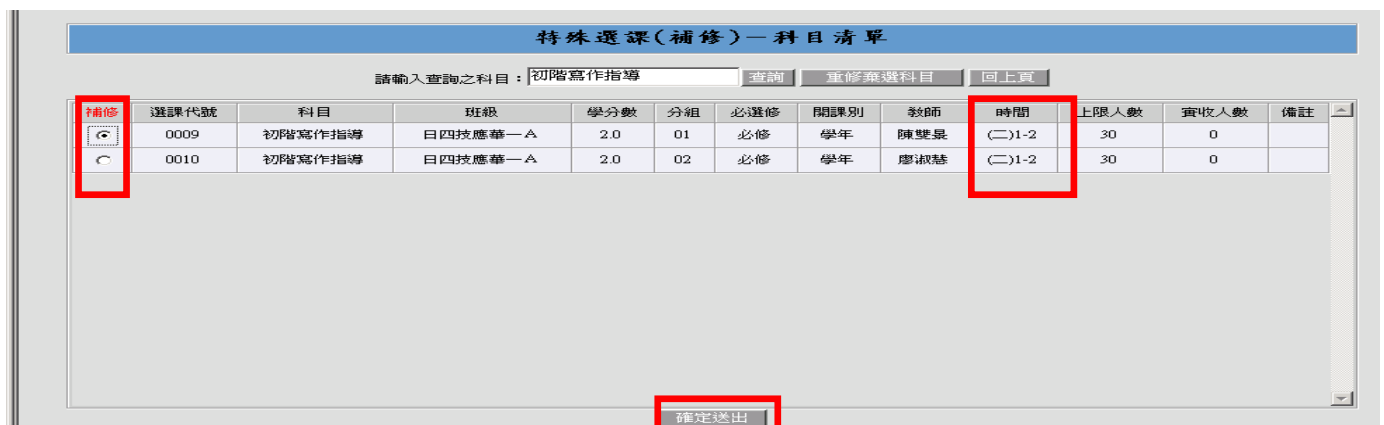 特殊選課(補修)－科目清單
請輸入查詢之科目：初階寫作指導 查詢 重修棄選科目 回上頁
補修 選課代號 科目 班級 學分數 分組 必選修 開課別 教師 時間 上限人數 實收人數 備註
0009 初階寫作指導 日四技應華一A 2.0 01 必修 學年 陳雙景 (二)1-2 30 0
0010 初階寫作指導 日四技應華一A 2.0 02 必修 學年 廖淑慧 (二)1-2 30 0
確定送出